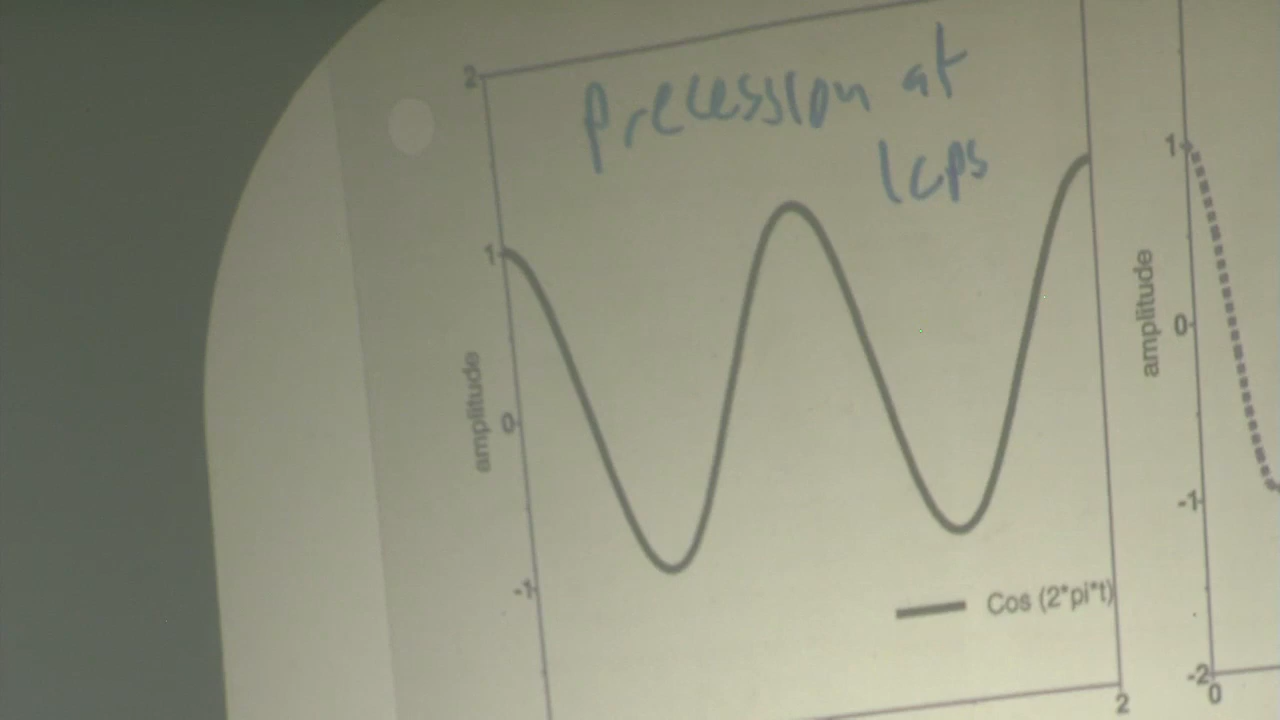 2
Precession at
1cps
1
amplitude
0
-1
Cos (2*pi*t)
2
1
amplitude
0
-1
-2
0